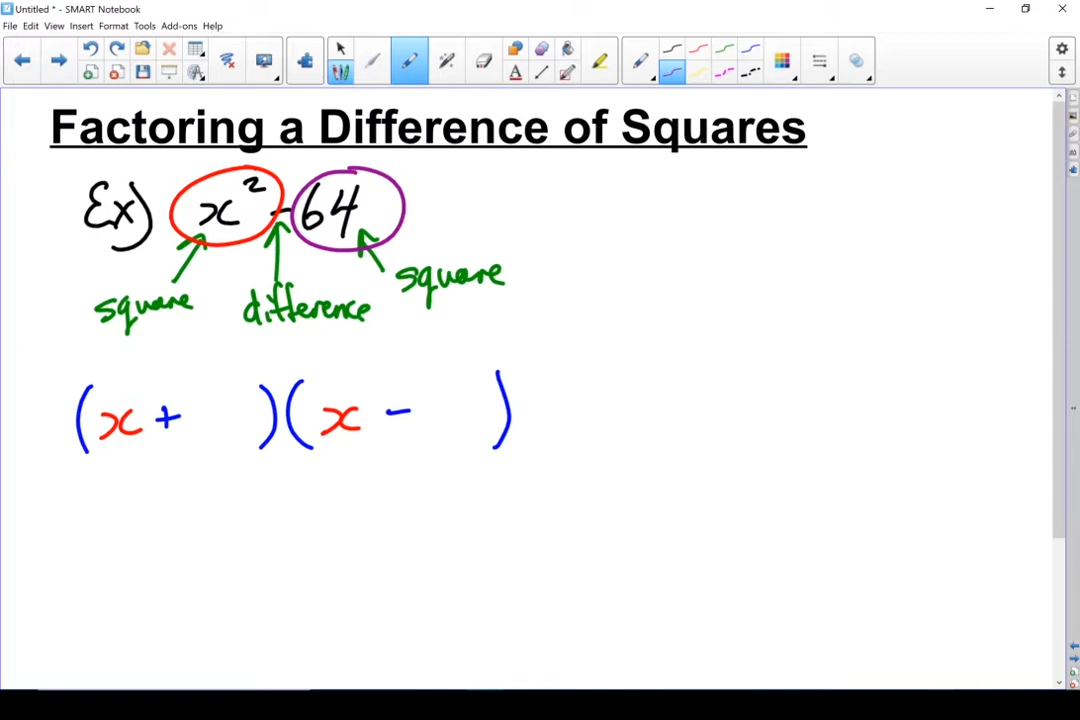 Untitled * - SMART Notebook
File Edit View Insert Format Tools Add-ons Help
Factoring a Difference of Squares
Ex) x² - 64
square difference square
(x + )(x - )